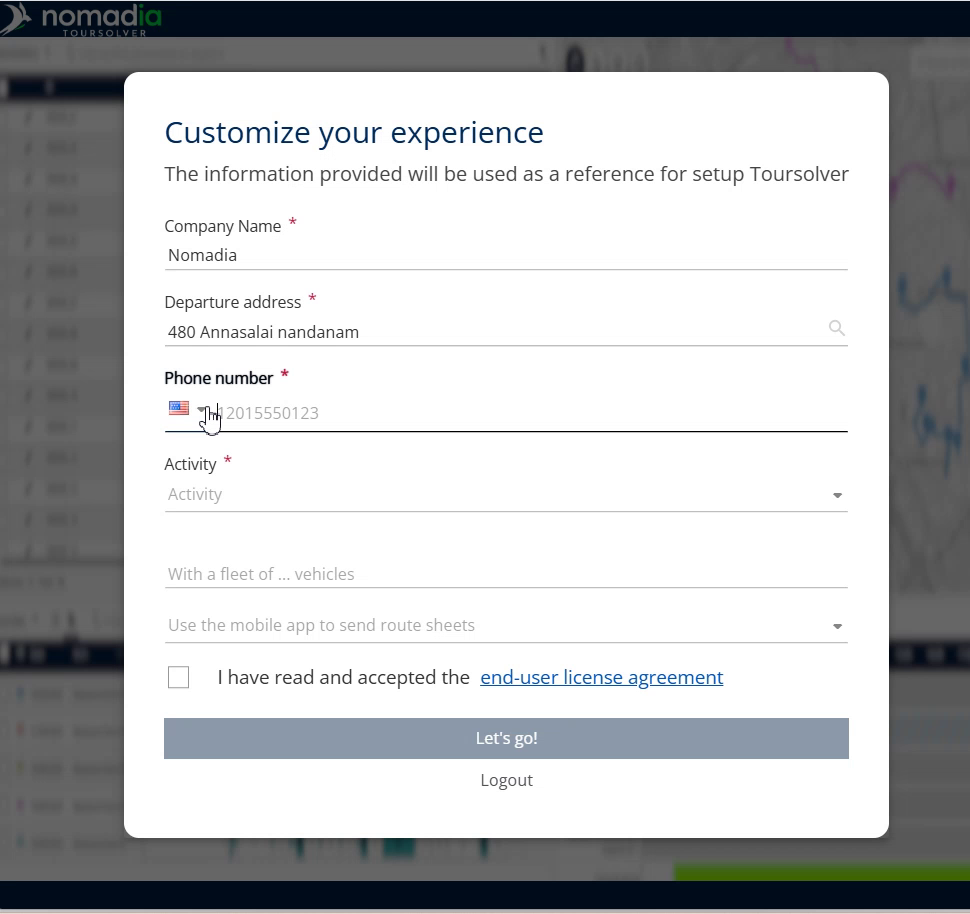 nomadia
TOURSOLVER
Customize your experience
The information provided will be used as a reference for setup Toursolver
Company Name *
Nomadia
Departure address *
480 Annasalai nandanam
Phone number *
12015550123
Activity *
Activity
With a fleet of ... vehicles
Use the mobile app to send route sheets
I have read and accepted the end-user license agreement
Let's go!
Logout